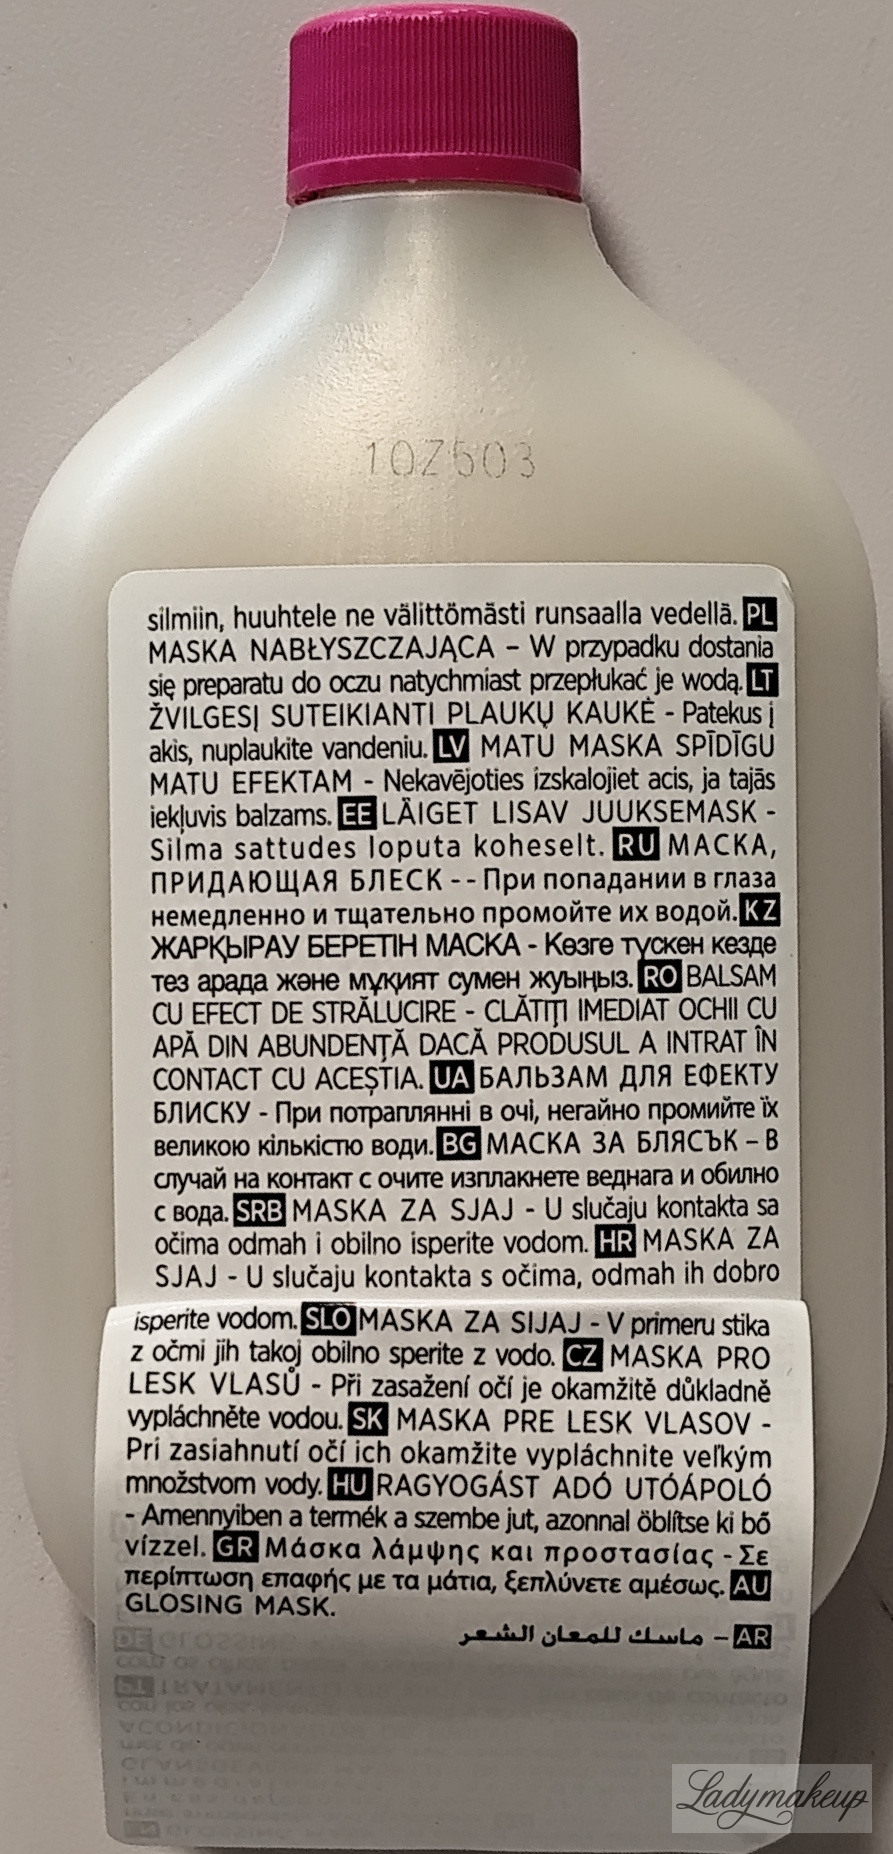 10Z503
silmiin, huuhtele ne välittömästi runsaalla vedellä. PL
MASKA NABŁYSZCZAJĄCA – W przypadku dostania
się preparatu do oczu natychmiast przepłukać je wodą. LT
ŽVILGESĮ SUTEIKIANTI PLAUKŲ KAUKĖ - Patekus į
akis, nuplaukite vandeniu. LV MATU MASKA SPĪDĪGU
MATU EFEKTAM - Nekavējoties izskalojiet acis, ja tajās
iekļuvis balzams. EE LÄIGET LISAV JUUKSEMASK -
Silma sattudes loputa koheselt. RU МАСКА,
ПРИДАЮЩАЯ БЛЕСК - - При попадании в глаза
немедленно и тщательно промойте их водой. KZ
ЖАРҚЫРАУ БЕРЕТІН МАСКА - Көзге түскен кезде
тез арада және мұқият сумен жуыңыз. RO BALSAM
CU EFECT DE STRĂLUCIRE - CLĂTIȚI IMEDIAT OCHII CU
APĂ DIN ABUNDENȚĂ DACĂ PRODUSUL A INTRAT ÎN
CONTACT CU ACEȘTIA. UA БАЛЬЗАМ ДЛЯ ЕФЕКТУ
БЛИСКУ - При потраплянні в очі, негайно промийте їх
великою кількістю води. BG МАСКА ЗА БЛЯСЪК – В
случай на контакт с очите изплакнете веднага и обилно
с вода. SRB MASKA ZA SJAJ - U slučaju kontakta sa
očima odmah i obilno isperite vodom. HR MASKA ZA
SJAJ - U slučaju kontakta s očima, odmah ih dobro
isperite vodom. SLO MASKA ZA SIJAJ - V primeru stika
z očmi jih takoj obilno sperite z vodo. CZ MASKA PRO
LESK VLASŮ - Při zasažení očí je okamžitě důkladně
vypláchněte vodou. SK MASKA PRE LESK VLASOV -
Pri zasiahnutí očí ich okamžite vypláchnite veľkým
množstvom vody. HU RAGYOGÁST ADÓ UTÓÁPOLÓ
- Amennyiben a termék a szembe jut, azonnal öblítse ki bő
vízzel. GR Μάσκα λάμψης και προστασίας - Σε
περίπτωση επαφής με τα μάτια, ξεπλύνετε αμέσως. AU
GLOSING MASK.
AR – ماسك للمعان الشعر
Ladymakeup